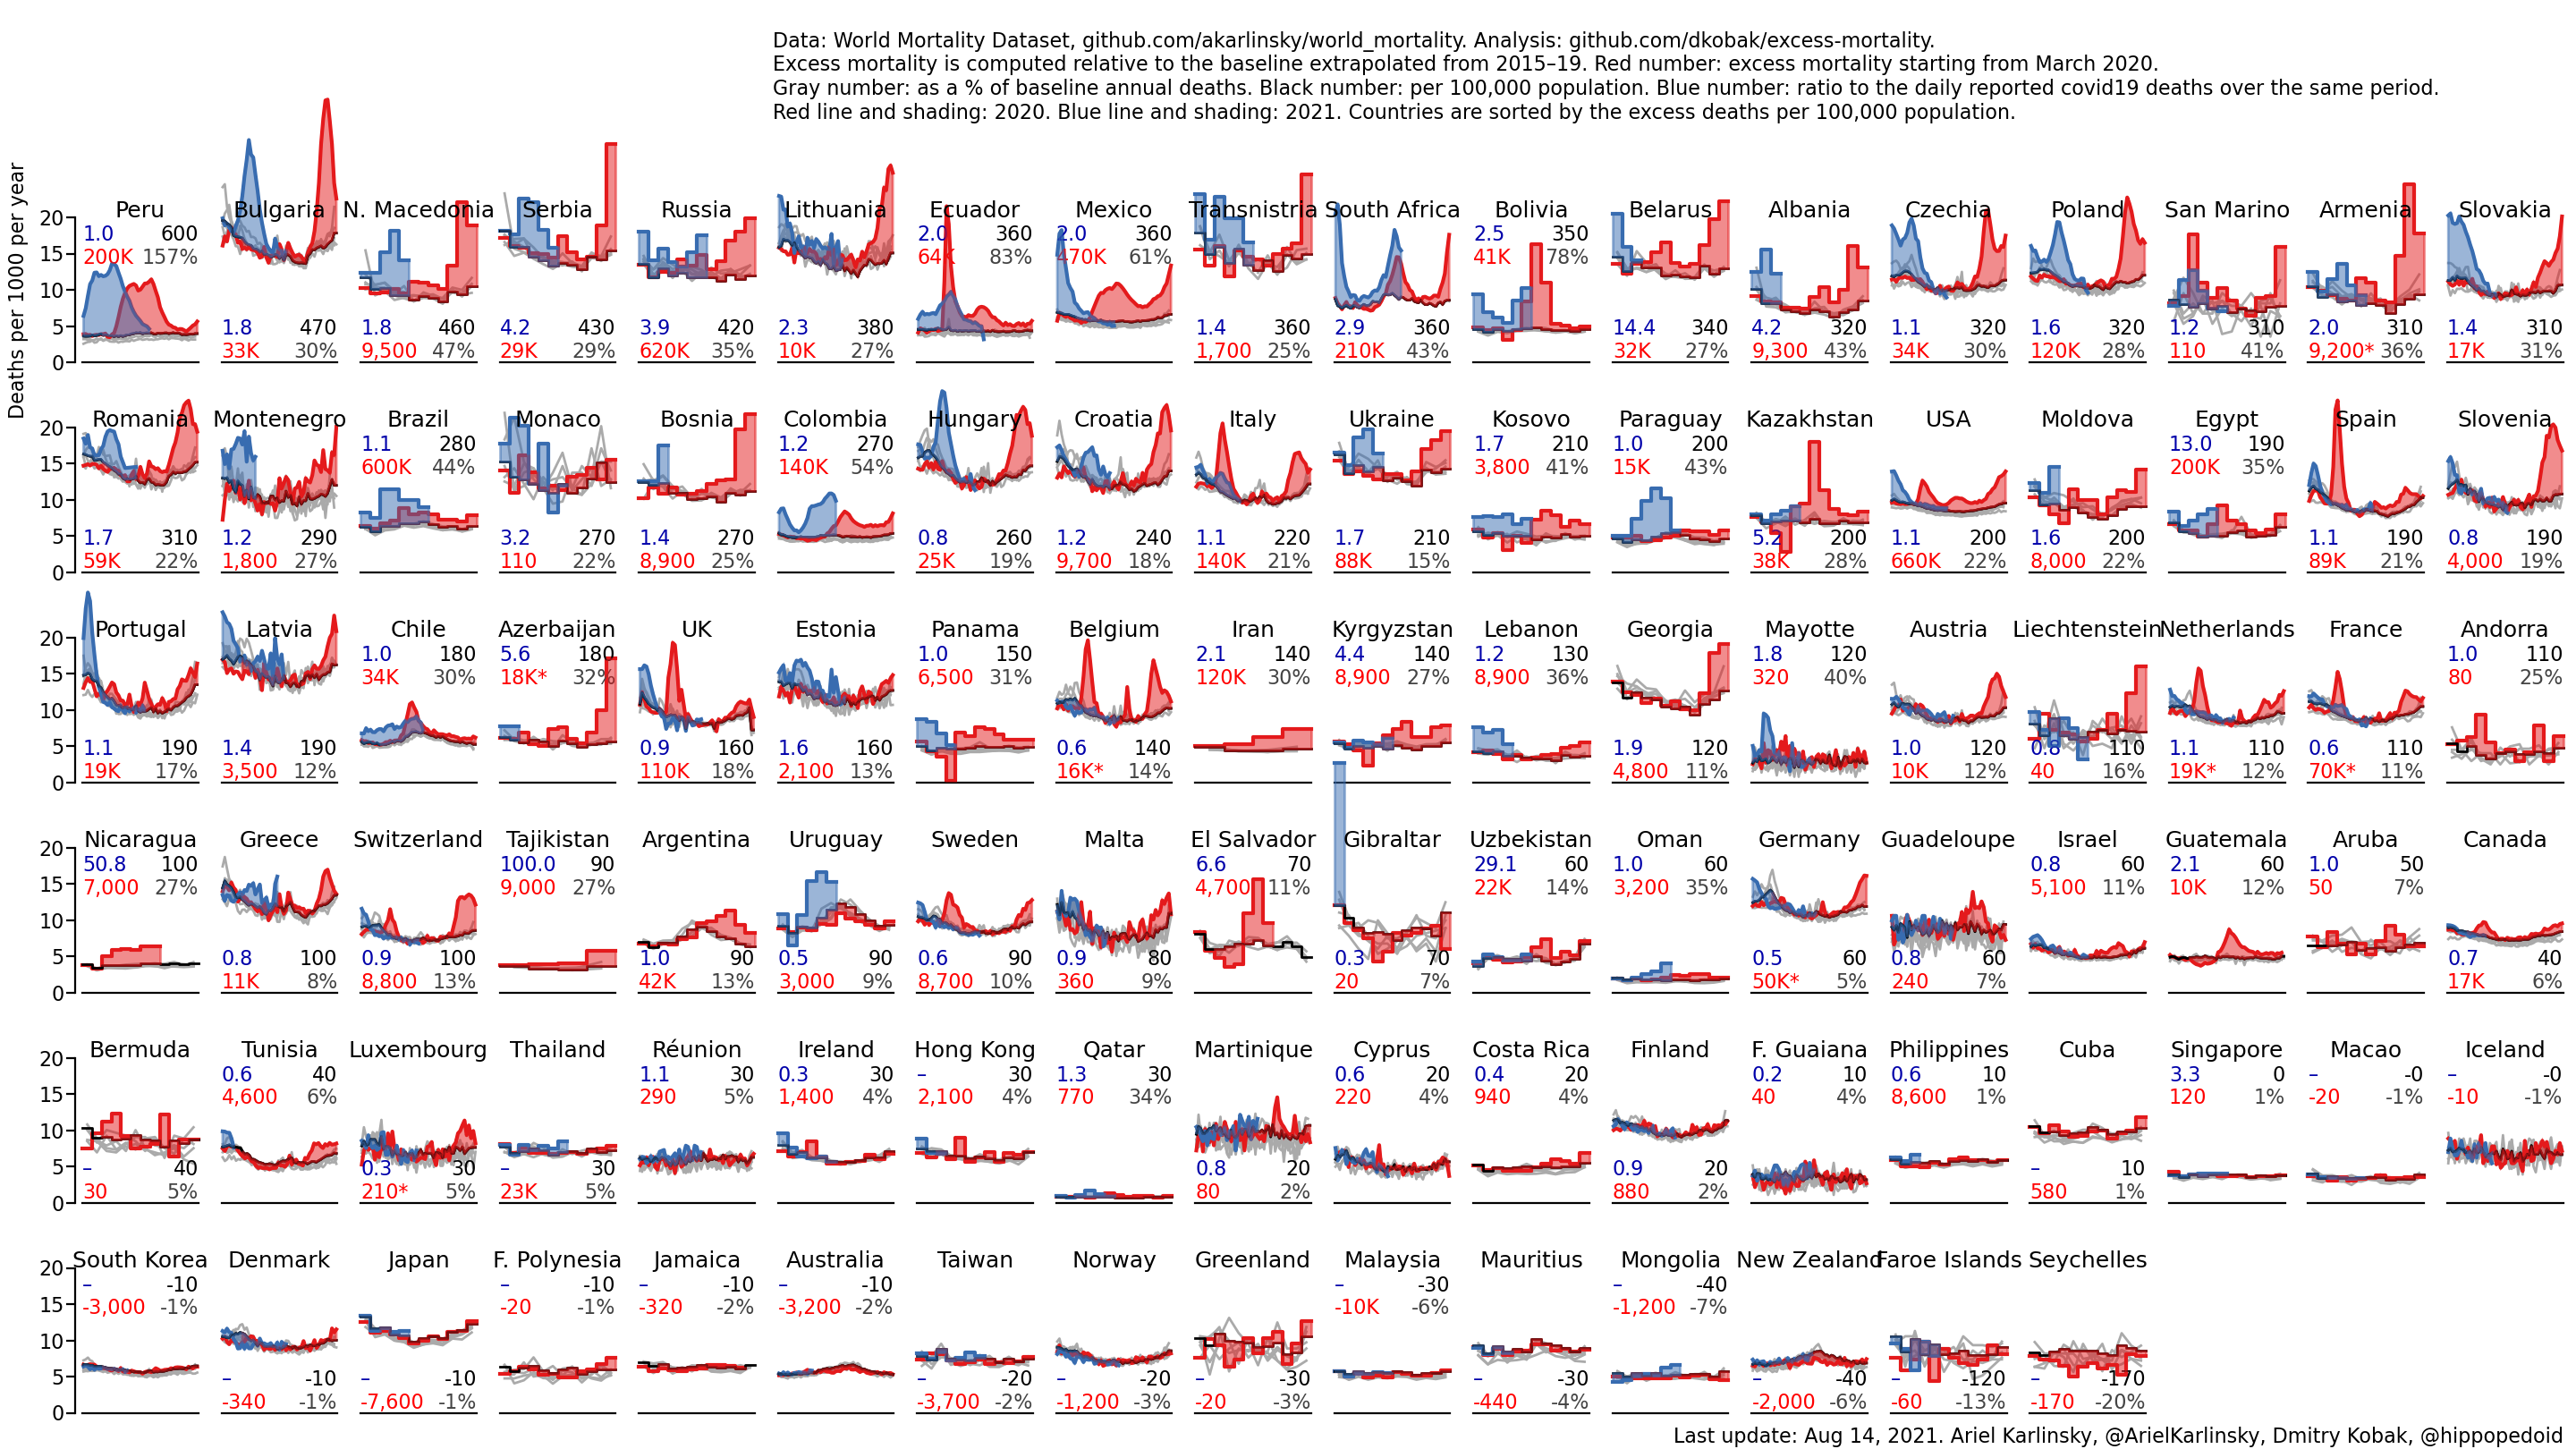 Data: World Mortality Dataset, github.com/akarlinsky/world_mortality. Analysis: github.com/dkobak/excess-mortality.
Excess mortality is computed relative to the baseline extrapolated from 2015–19. Red number: excess mortality starting from March 2020.
Gray number: as a % of baseline annual deaths. Black number: per 100,000 population. Blue number: ratio to the daily reported covid19 deaths over the same period.
Red line and shading: 2020. Blue line and shading: 2021. Countries are sorted by the excess deaths per 100,000 population.
Deaths per 1000 per year
20
15
10
5
0
Peru
1.0 600
200K 157%
Bulgaria
1.8 470
33K 30%
N. Macedonia
1.8 460
9,500 47%
Serbia
4.2 430
29K 29%
Russia
3.9 420
620K 35%
Lithuania
2.3 380
10K 27%
Ecuador
2.0 360
64K 83%
Mexico
2.0 360
470K 61%
Transnistria
1.4 360
1,700 25%
South Africa
2.9 360
210K 43%
Bolivia
2.5 350
41K 78%
Belarus
14.4 340
32K 27%
Albania
4.2 320
9,300 43%
Czechia
1.1 320
34K 30%
Poland
1.6 320
120K 28%
San Marino
1.2 310
110 41%
Armenia
2.0 310
9,200* 36%
Slovakia
1.4 310
17K 31%
20
15
10
5
0
Romania
1.7 310
59K 22%
Montenegro
1.2 290
1,800 27%
Brazil
1.1 280
600K 44%
Monaco
3.2 270
110 22%
Bosnia
1.4 270
8,900 25%
Colombia
1.2 270
140K 54%
Hungary
0.8 260
25K 19%
Croatia
1.2 240
9,700 18%
Italy
1.1 220
140K 21%
Ukraine
1.7 210
88K 15%
Kosovo
1.7 210
3,800 41%
Paraguay
1.0 200
15K 43%
Kazakhstan
5.2 200
38K 28%
USA
1.1 200
660K 22%
Moldova
1.6 200
8,000 22%
Egypt
13.0 190
200K 35%
Spain
1.1 190
89K 21%
Slovenia
0.8 190
4,000 19%
20
15
10
5
0
Portugal
1.1 190
19K 17%
Latvia
1.4 190
3,500 12%
Chile
1.0 180
34K 30%
Azerbaijan
5.6 180
18K* 32%
UK
0.9 160
110K 18%
Estonia
1.6 160
2,100 13%
Panama
1.0 150
6,500 31%
Belgium
0.6 140
16K* 14%
Iran
2.1 140
120K 30%
Kyrgyzstan
4.4 140
8,900 27%
Lebanon
1.2 130
8,900 36%
Georgia
1.9 120
4,800 11%
Mayotte
1.8 120
320 40%
Austria
1.0 120
10K 12%
Liechtenstein
0.8 110
40 16%
Netherlands
1.1 110
19K* 12%
France
0.6 110
70K* 11%
Andorra
1.0 110
80 25%
20
15
10
5
0
Nicaragua
50.8 100
7,000 27%
Greece
0.8 100
11K 8%
Switzerland
0.9 100
8,800 13%
Tajikistan
100.0 90
9,000 27%
Argentina
1.0 90
42K 13%
Uruguay
0.5 90
3,000 9%
Sweden
0.6 90
8,700 10%
Malta
0.9 80
360 9%
El Salvador
6.6 70
4,700 11%
Gibraltar
0.3 70
20 7%
Uzbekistan
29.1 60
22K 14%
Oman
1.0 60
3,200 35%
Germany
0.5 60
50K* 5%
Guadeloupe
0.8 60
240 7%
Israel
0.8 60
5,100 11%
Guatemala
2.1 60
10K 12%
Aruba
1.0 50
50 7%
Canada
0.7 40
17K 6%
20
15
10
5
0
Bermuda
– 40
30 5%
Tunisia
0.6 40
4,600 6%
Luxembourg
0.3 30
210* 5%
Thailand
– 30
23K 5%
Réunion
1.1 30
290 5%
Ireland
0.3 30
1,400 4%
Hong Kong
– 30
2,100 4%
Qatar
1.3 30
770 34%
Martinique
0.8 20
80 2%
Cyprus
0.6 20
220 4%
Costa Rica
0.4 20
940 4%
Finland
0.9 20
880 2%
F. Guaiana
0.2 10
40 4%
Philippines
0.6 10
8,600 1%
Cuba
– 10
580 1%
Singapore
3.3 0
120 1%
Macao
– -0
-20 -1%
Iceland
– -0
-10 -1%
20
15
10
5
0
South Korea
– -10
-3,000 -1%
Denmark
– -10
-340 -1%
Japan
– -10
-7,600 -1%
F. Polynesia
– -10
-20 -1%
Jamaica
– -10
-320 -2%
Australia
– -10
-3,200 -2%
Taiwan
– -20
-3,700 -2%
Norway
– -20
-1,200 -3%
Greenland
– -30
-20 -3%
Malaysia
– -30
-10K -6%
Mauritius
– -30
-440 -4%
Mongolia
– -40
-1,200 -7%
New Zealand
– -40
-2,000 -6%
Faroe Islands
– -120
-60 -13%
Seychelles
– -170
-170 -20%
Last update: Aug 14, 2021. Ariel Karlinsky, @ArielKarlinsky, Dmitry Kobak, @hippopedoid